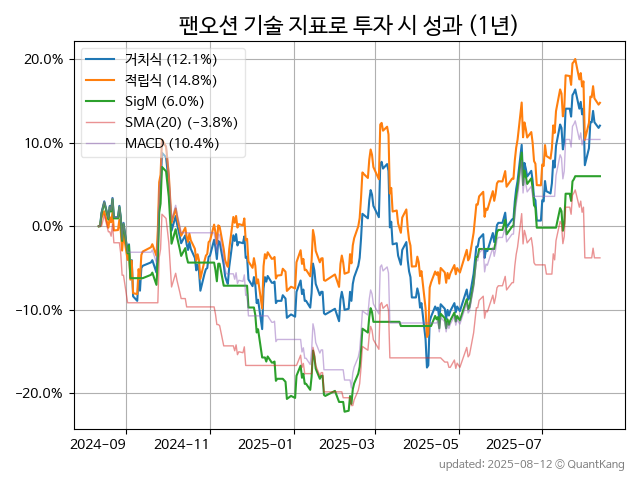 팬오션 기술 지표로 투자 시 성과 (1년)
거치식 (12.1%)
적립식 (14.8%)
SigM (6.0%)
SMA(20) (−3.8%)
MACD (10.4%)
20.0%
10.0%
0.0%
−10.0%
−20.0%
2024-09 2024-11 2025-01 2025-03 2025-05 2025-07
updated: 2025-08-12 © QuantKang